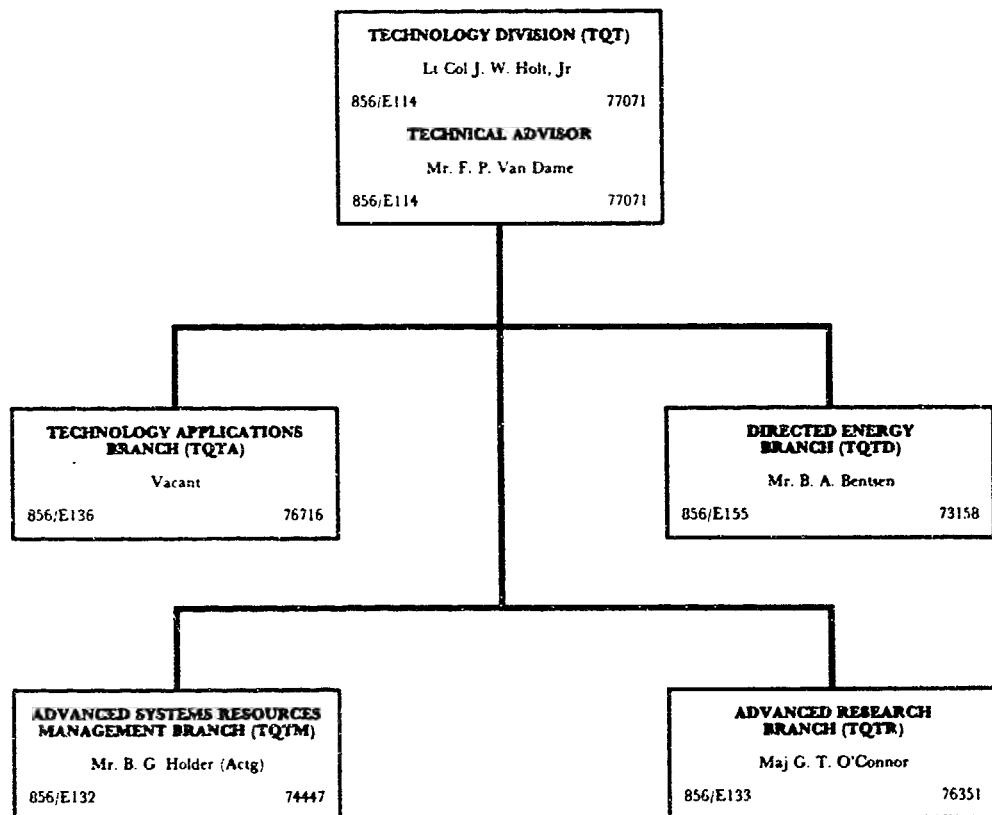 TECHNOLOGY DIVISION (TQT)
Lt Col J. W. Holt, Jr
856/E114 77071
TECHNICAL ADVISOR
Mr. F. P. Van Dame
856/E114 77071
TECHNOLOGY APPLICATIONS
BRANCH (TQTA)
Vacant
856/E136 76716
DIRECTED ENERGY
BRANCH (TQTD)
Mr. B. A. Bentsen
856/E155 73158
ADVANCED SYSTEMS RESOURCES
MANAGEMENT BRANCH (TQTM)
Mr. B. G Holder (Actg)
856/E132 74447
ADVANCED RESEARCH
BRANCH (TQTR)
Maj G. T. O'Connor
856/E133 76351